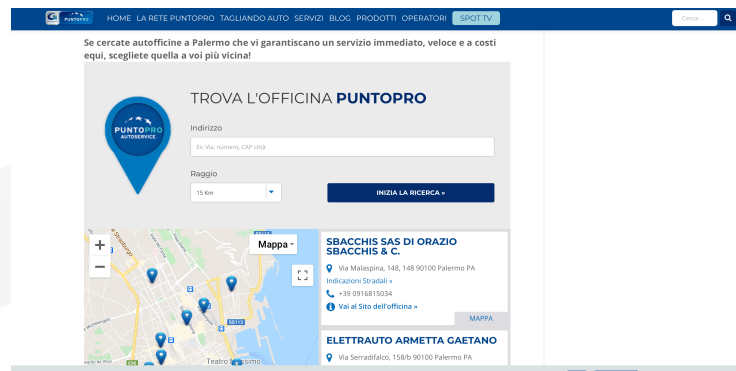 PUNTOPRO
HOME LA RETE PUNTOPRO TAGLIANDO AUTO SERVIZI BLOG PRODOTTI OPERATORI SPOT TV
Cerca ..
Se cercate autofficine a Palermo che vi garantiscano un servizio immediato, veloce e a costi
equi, scegliete quella a voi più vicina!
TROVA L'OFFICINA PUNTOPRO
PUNTOPRO
AUTOSERVICE
Indirizzo
Es: Via, numero, CAP città
Raggio
15 Km
INIZIA LA RICERCA »
Mappa
SS113
Teatro Massimo
E90
SBACCHIS SAS DI ORAZIO
SBACCHIS & C.
Via Malaspina, 148, 148 90100 Palermo PA
Indicazioni Stradali »
+39 0916815034
Vai al Sito dell'officina »
MAPPA
ELETTRAUTO ARMETTA GAETANO
Via Serradifalco, 158/b 90100 Palermo PA